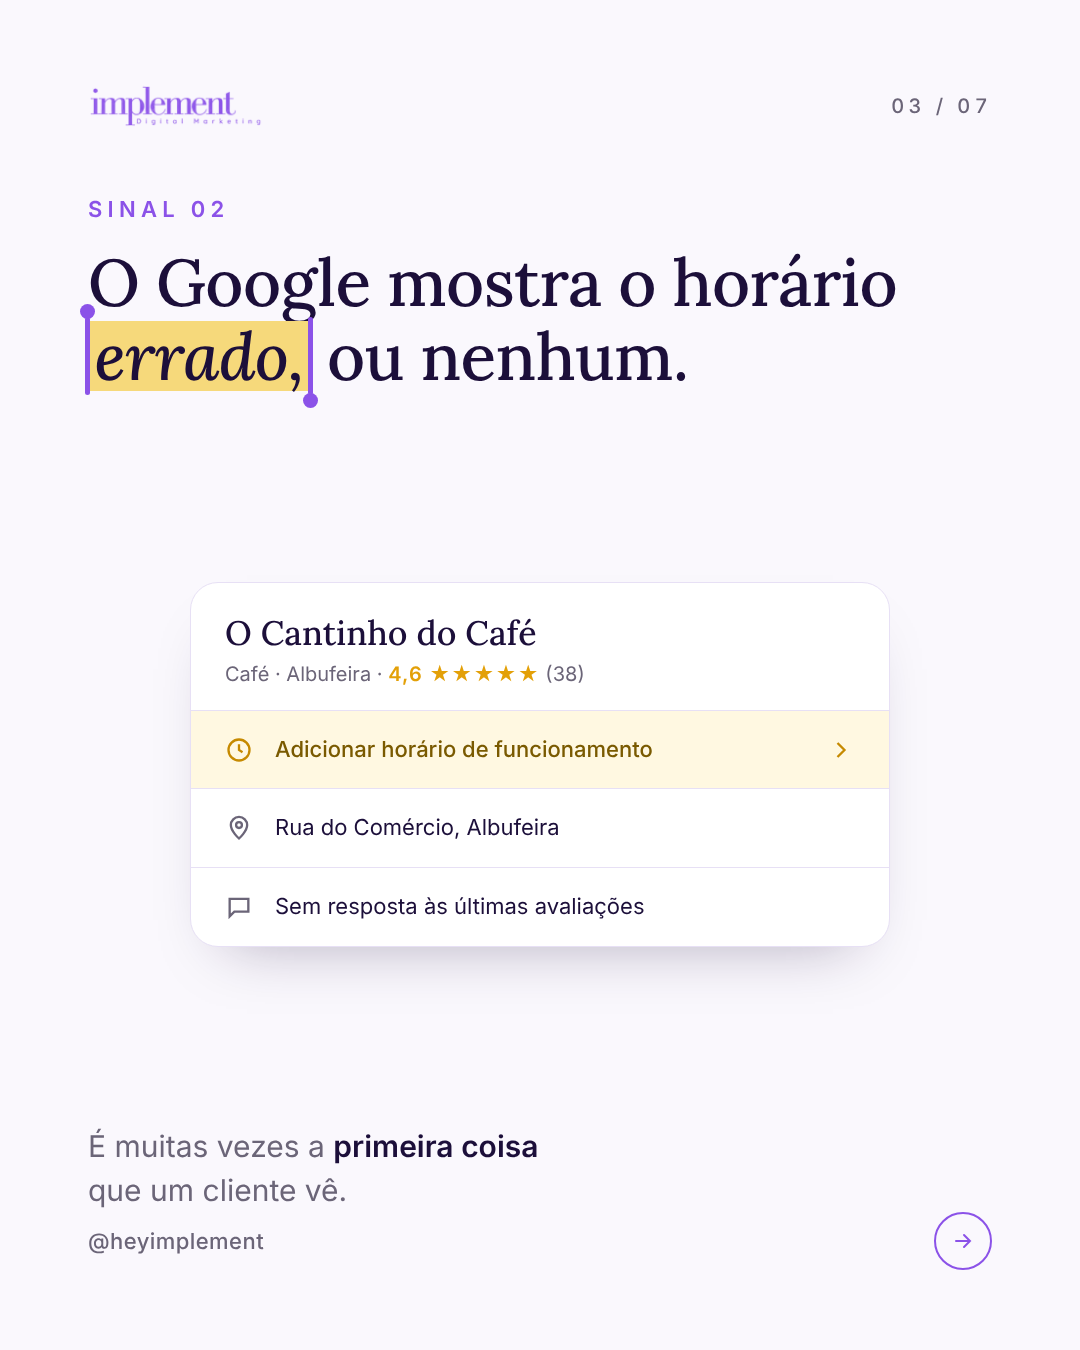 implement
Digital Marketing
03 / 07
SINAL 02
O Google mostra o horário
errado, ou nenhum.
O Cantinho do Café
Café · Albufeira · 4,6 ★★★★★ (38)
Adicionar horário de funcionamento
Rua do Comércio, Albufeira
Sem resposta às últimas avaliações
É muitas vezes a primeira coisa
que um cliente vê.
@heyimplement